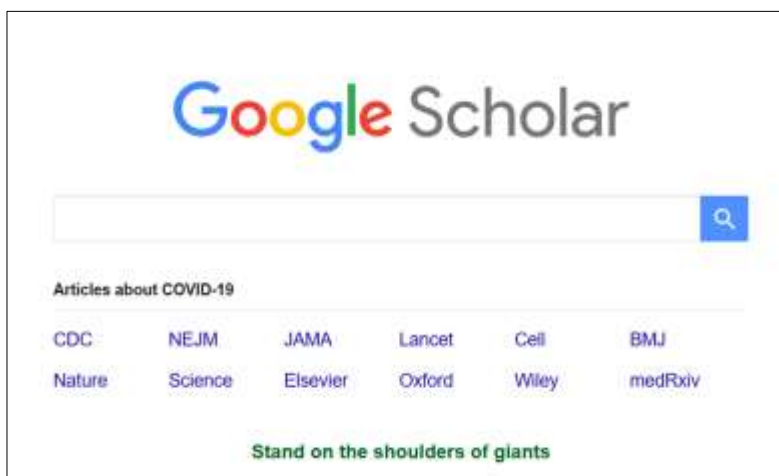 Google Scholar
Articles about COVID-19
CDC NEJM JAMA Lancet Cell BMJ
Nature Science Elsevier Oxford Wiley medRxiv
Stand on the shoulders of giants